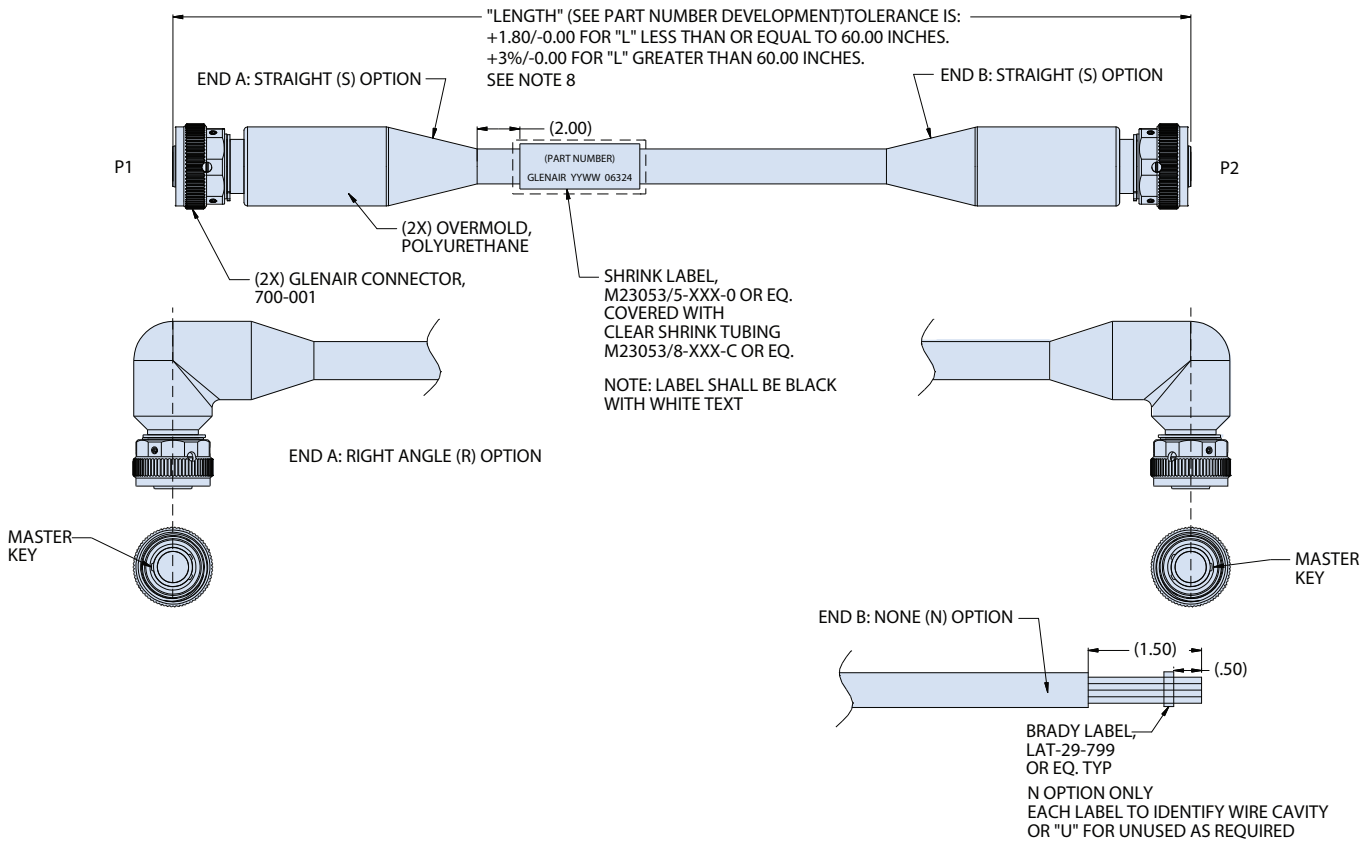 "LENGTH" (SEE PART NUMBER DEVELOPMENT)TOLERANCE IS:
+1.80/-0.00 FOR "L" LESS THAN OR EQUAL TO 60.00 INCHES.
+3%/-0.00 FOR "L" GREATER THAN 60.00 INCHES.
SEE NOTE 8
END A: STRAIGHT (S) OPTION
END B: STRAIGHT (S) OPTION
(2.00)
P1
(PART NUMBER)
GLENAIR YYWW 06324
P2
(2X) OVERMOLD,
POLYURETHANE
(2X) GLENAIR CONNECTOR,
700-001
SHRINK LABEL,
M23053/5-XXX-0 OR EQ.
COVERED WITH
CLEAR SHRINK TUBING
M23053/8-XXX-C OR EQ.
NOTE: LABEL SHALL BE BLACK
WITH WHITE TEXT
END A: RIGHT ANGLE (R) OPTION
MASTER
KEY
MASTER
KEY
END B: NONE (N) OPTION
(1.50)
(.50)
BRADY LABEL,
LAT-29-799
OR EQ. TYP
N OPTION ONLY
EACH LABEL TO IDENTIFY WIRE CAVITY
OR "U" FOR UNUSED AS REQUIRED